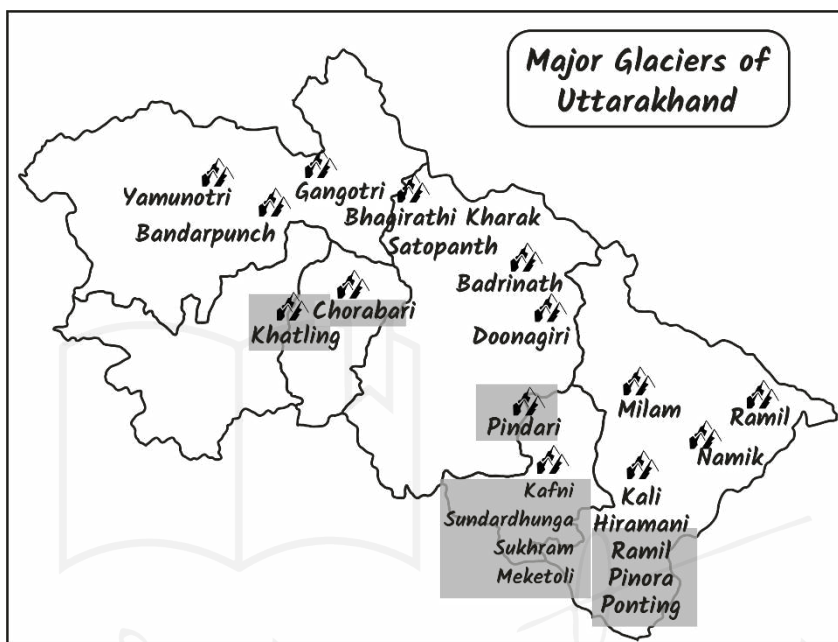 Major Glaciers of
Uttarakhand
Yamunotri
Gangotri
Bandarpunch
Bhagirathi Kharak
Satopanth
Badrinath
Khatling
Chorabari
Doonagiri
Pindari
Milam
Ramil
Namik
Kafni
Sundardhunga
Sukhram
Meketoli
Kali
Hiramani
Ramil
Pinora
Ponting